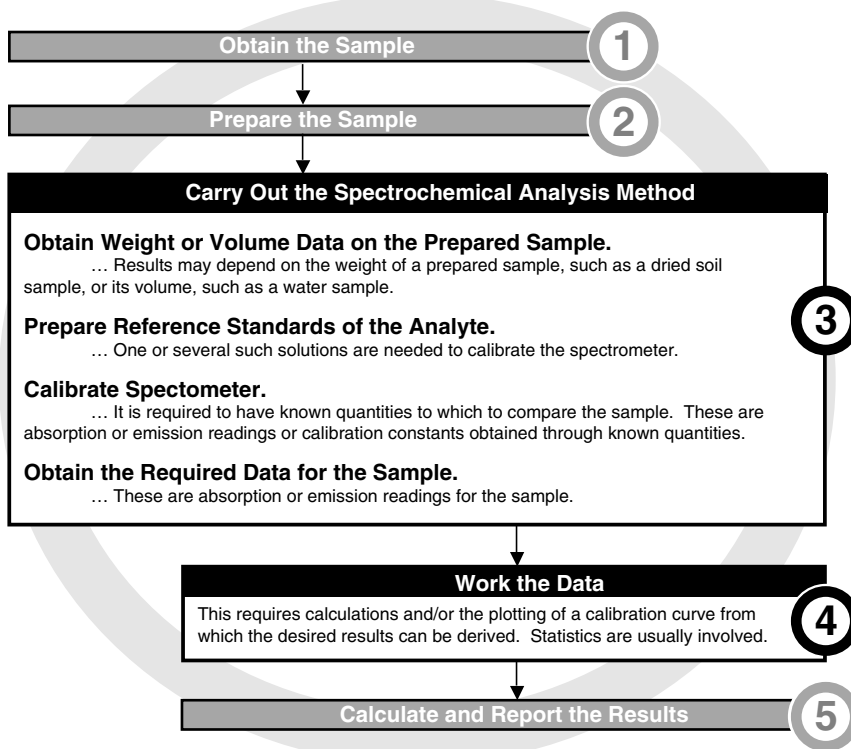 Obtain the Sample
1
Prepare the Sample
2
Carry Out the Spectrochemical Analysis Method
Obtain Weight or Volume Data on the Prepared Sample.
… Results may depend on the weight of a prepared sample, such as a dried soil
sample, or its volume, such as a water sample.
3
Prepare Reference Standards of the Analyte.
… One or several such solutions are needed to calibrate the spectrometer.
Calibrate Spectometer.
… It is required to have known quantities to which to compare the sample. These are
absorption or emission readings or calibration constants obtained through known quantities.
Obtain the Required Data for the Sample.
… These are absorption or emission readings for the sample.
Work the Data
This requires calculations and/or the plotting of a calibration curve from
which the desired results can be derived. Statistics are usually involved.
4
Calculate and Report the Results
5